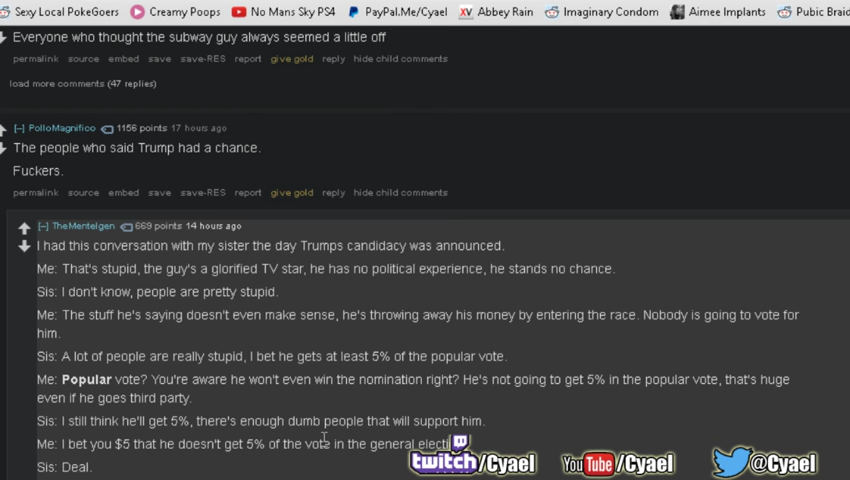 Sexy Local PokeGoers Creamy Poops No Mans Sky PS4 PayPal.Me/Cyael XV Abbey Rain Imaginary Condom Aimee Implants Pubic Braid
Everyone who thought the subway guy always seemed a little off
permalink source embed save save-RES report give gold reply hide child comments
load more comments (47 replies)
[–] PolloMagnifico 1156 points 17 hours ago
The people who said Trump had a chance.
Fuckers.
permalink source embed save save-RES report give gold reply hide child comments
[–] TheMentelgen 669 points 14 hours ago
I had this conversation with my sister the day Trumps candidacy was announced.
Me: That's stupid, the guy's a glorified TV star, he has no political experience, he stands no chance.
Sis: I don't know, people are pretty stupid.
Me: The stuff he's saying doesn't even make sense, he's throwing away his money by entering the race. Nobody is going to vote for
him.
Sis: A lot of people are really stupid, I bet he gets at least 5% of the popular vote.
Me: Popular vote? You're aware he won't even win the nomination right? He's not going to get 5% in the popular vote, that's huge
even if he goes third party.
Sis: I still think he'll get 5%, there's enough dumb people that will support him.
Me: I bet you $5 that he doesn't get 5% of the vote in the general electi
Sis: Deal.
twitch/Cyael YouTube/Cyael @Cyael